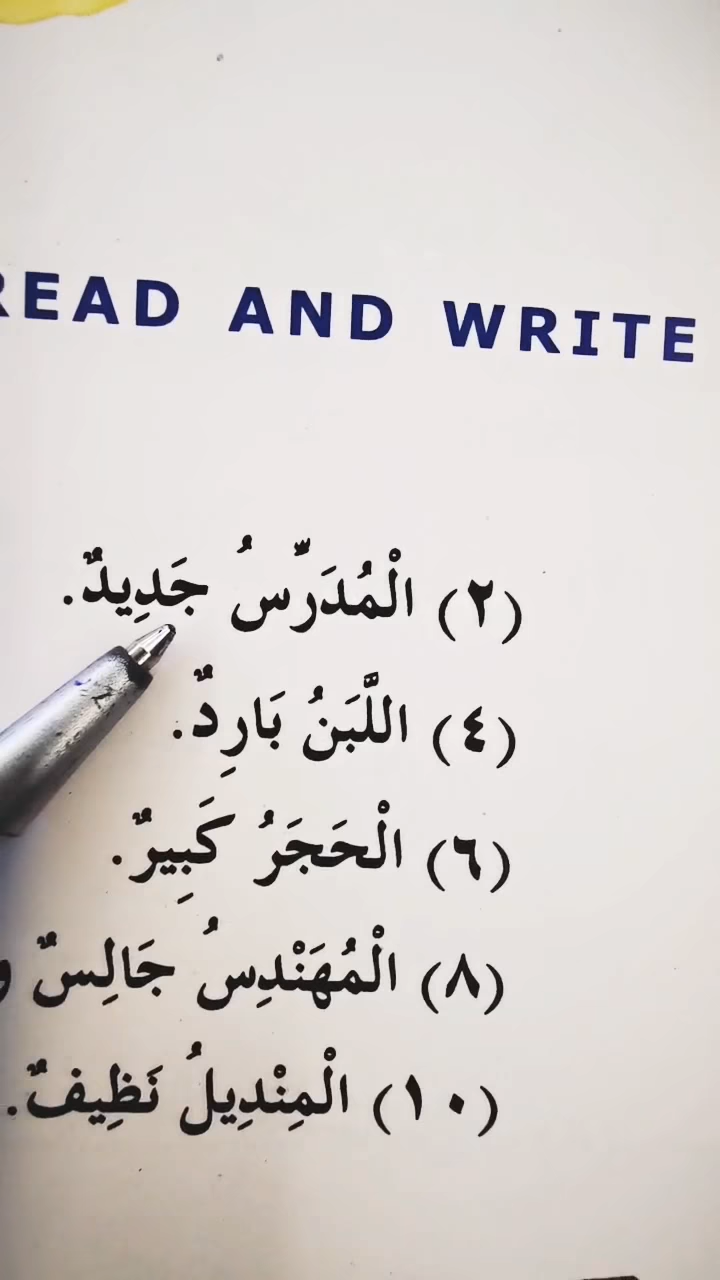 READ AND WRITE
(٢) الْمُدَرِّسُ جَدِيدٌ.
(٤) اللَّبَنُ بَارِدٌ.
(٦) الْحَجَرُ كَبِيرٌ.
(٨) الْمُهَنْدِسُ جَالِسٌ و
(١٠) الْمِنْدِيلُ نَظِيفٌ.